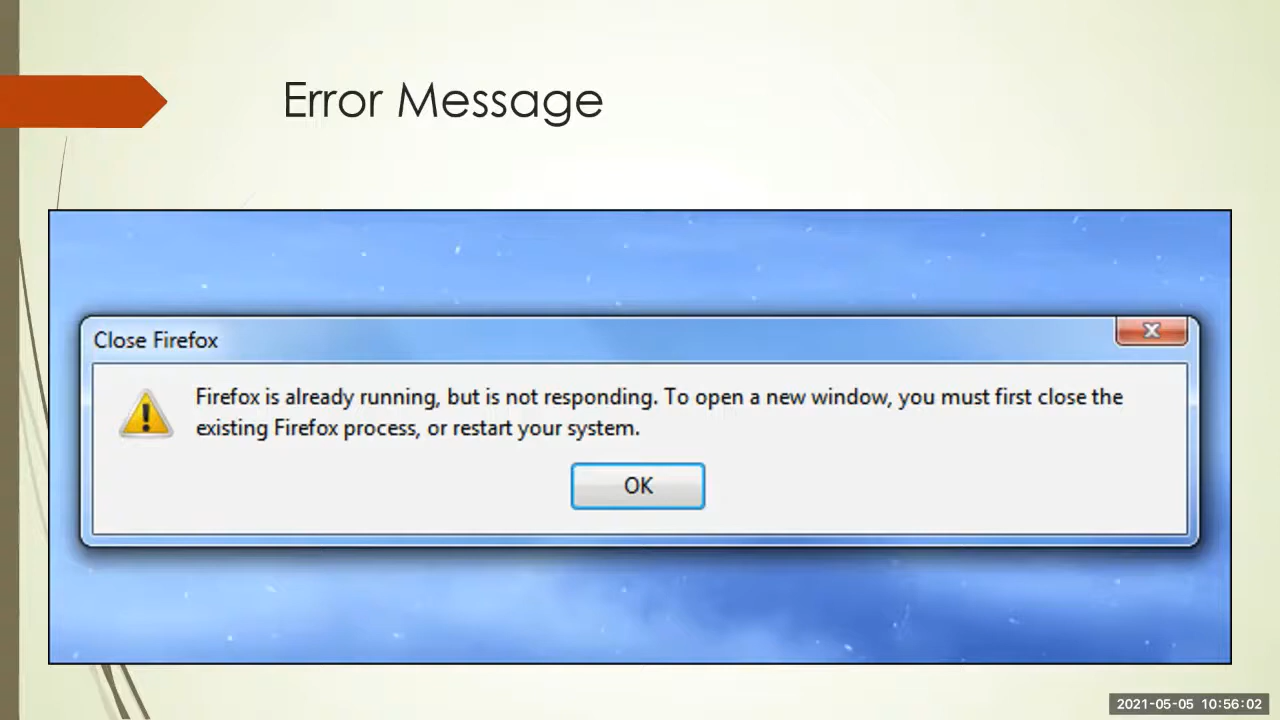 Error Message
Close Firefox
Firefox is already running, but is not responding. To open a new window, you must first close the
existing Firefox process, or restart your system.
OK
2021-05-05 10:56:02